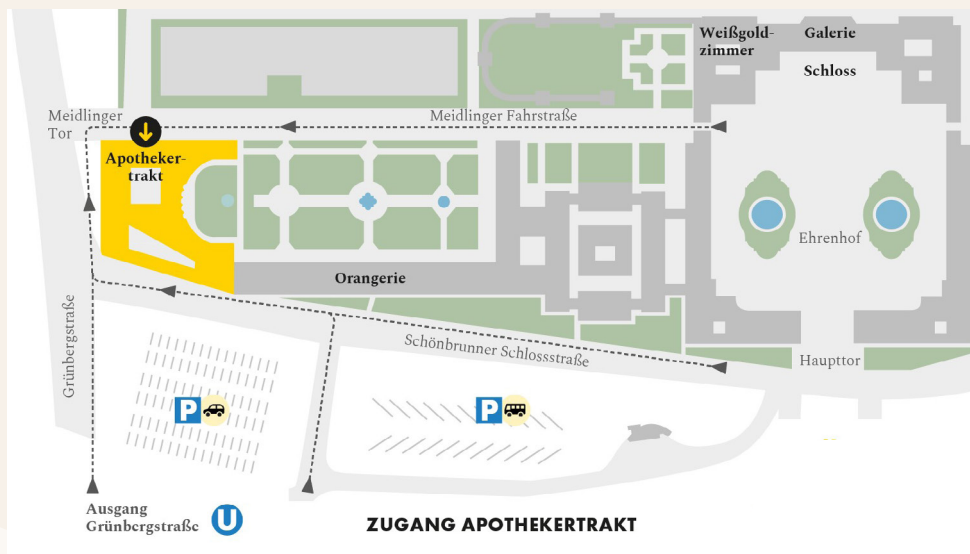 Weißgold-
zimmer
Galerie
Schloss
Meidlinger
Tor
Meidlinger Fahrstraße
Apotheker-
trakt
Ehrenhof
Orangerie
Grünbergstraße
Schönbrunner Schlossstraße
Haupttor
P
P
Ausgang
Grünbergstraße
U
ZUGANG APOTHEKERTRAKT